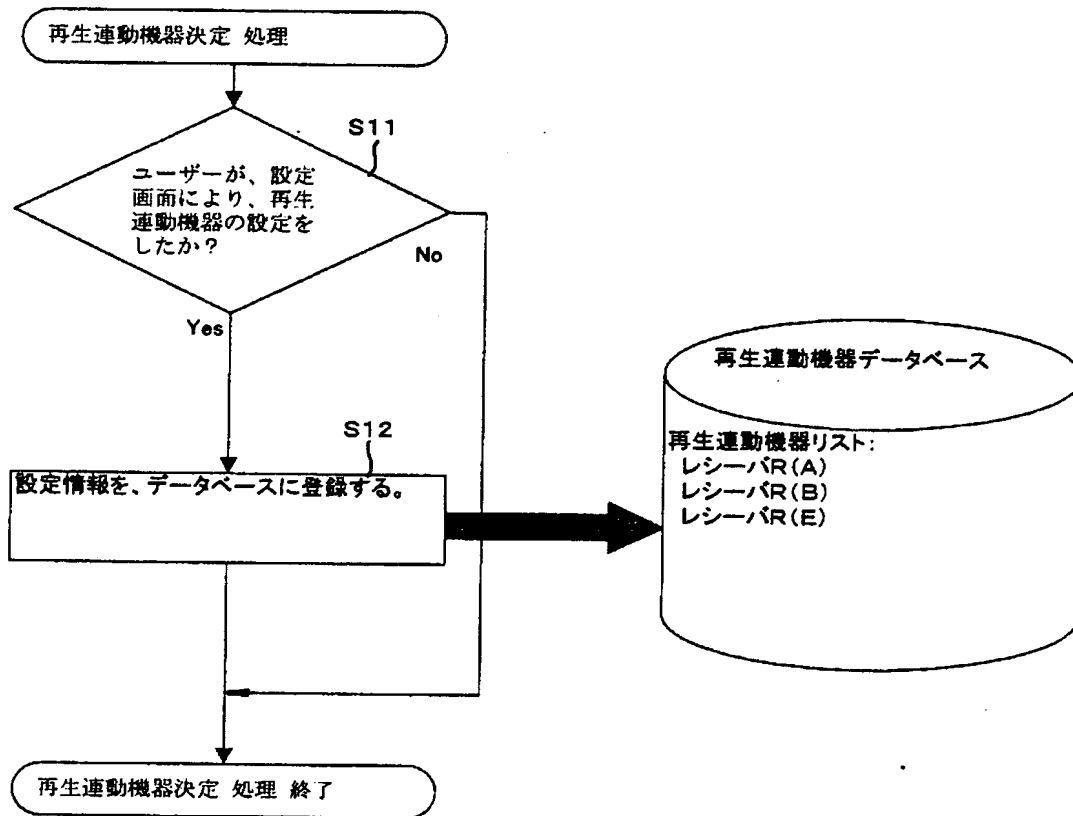 再生連動機器決定 処理
S11
ユーザーが、設定
画面により、再生
連動機器の設定を
したか？
No
Yes
S12
設定情報を、データベースに登録する。
再生連動機器データベース
再生連動機器リスト：
レシーバR(A)
レシーバR(B)
レシーバR(E)
再生連動機器決定 処理 終了